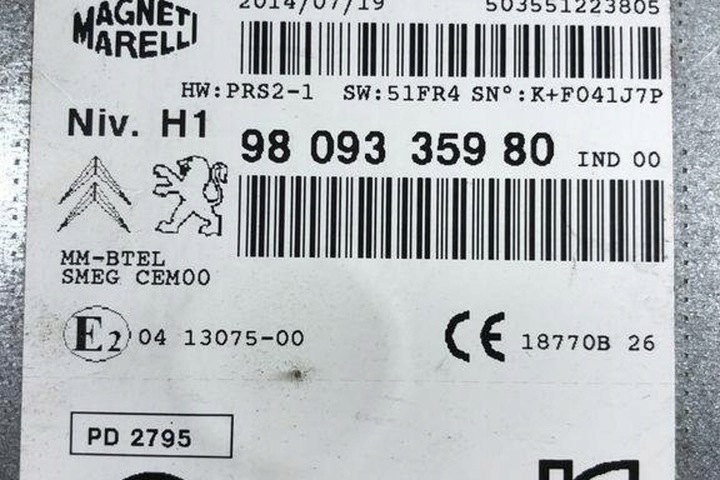 MAGNETI 2014/07/19 503551223805
MARELLI
HW:PRS2-1 SW:51FR4 SN°:K+F041J7P
Niv. H1
98 093 359 80 IND 00
MM-BTEL
SMEG CEM00
E2 04 13075-00 CE 18770B 26
PD 2795